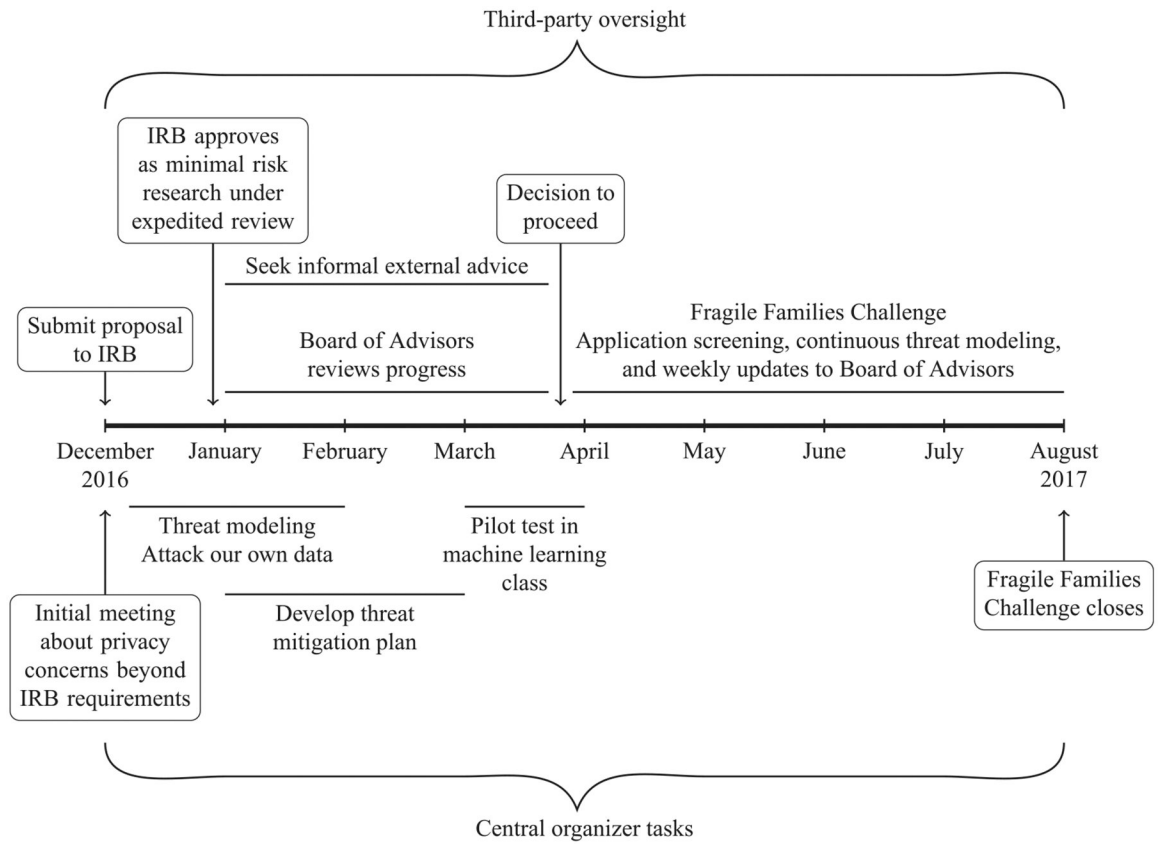 Third-party oversight
IRB approves
as minimal risk
research under
expedited review
Decision to
proceed
Seek informal external advice
Submit proposal
to IRB
Board of Advisors
reviews progress
Fragile Families Challenge
Application screening, continuous threat modeling,
and weekly updates to Board of Advisors
December
2016
January
February
March
April
May
June
July
August
2017
Threat modeling
Attack our own data
Pilot test in
machine learning
class
Develop threat
mitigation plan
Initial meeting
about privacy
concerns beyond
IRB requirements
Fragile Families
Challenge closes
Central organizer tasks